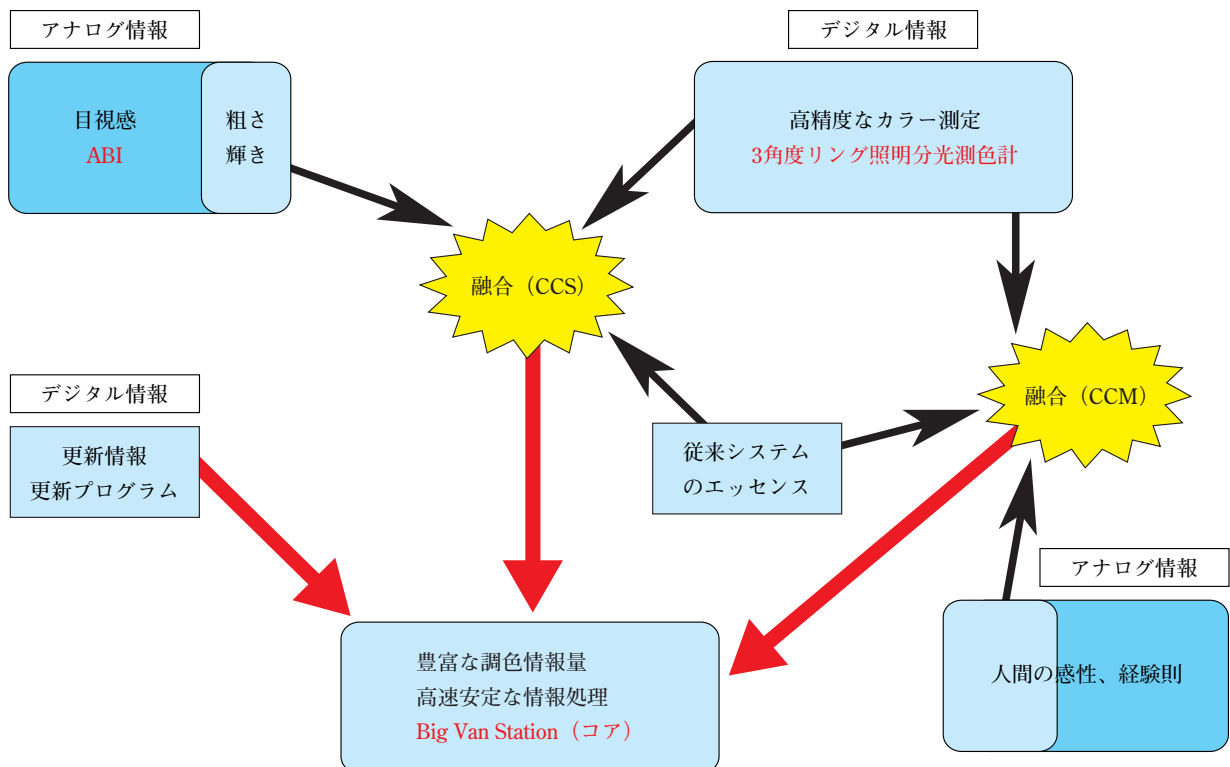 アナログ情報
目視感
ABI
粗さ
輝き
デジタル情報
高精度なカラー測定
3角度リング照明分光測色計
融合（CCS）
融合（CCM）
デジタル情報
更新情報
更新プログラム
従来システム
のエッセンス
アナログ情報
人間の感性、経験則
豊富な調色情報量
高速安定な情報処理
Big Van Station（コア）